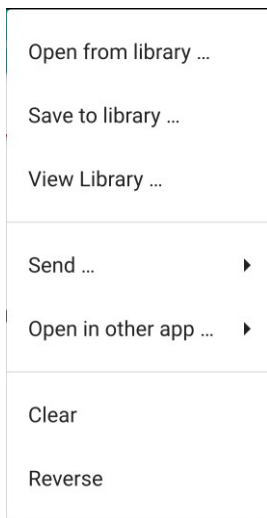 Open from library ...
Save to library ...
View Library ...
Send ...
Open in other app ...
Clear
Reverse